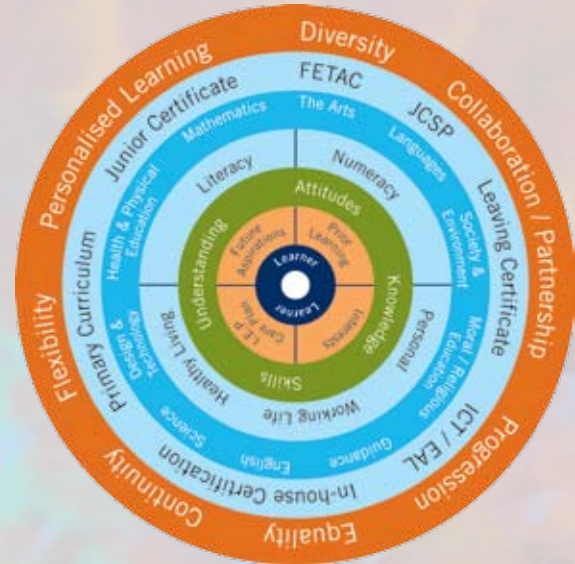 Diversity
Collaboration / Partnership
Progression
Equality
Continuity
Flexibility
Personalised Learning
FETAC
JCSP
Leaving Certificate
ICT / EAL
In-house Certification
Primary Curriculum
Junior Certificate
The Arts
Languages
Society &
Environment
Moral / Religious
Education
Guidance
English
Science
Design &
Technology
Health & Physical
Education
Mathematics
Literacy
Numeracy
Personal
Working Life
Healthy Living
Attitudes
Knowledge
Skills
Understanding
Future
Aspirations
Prior
Learning
Interests
I.E.P
Care Plan
Learner
Learner